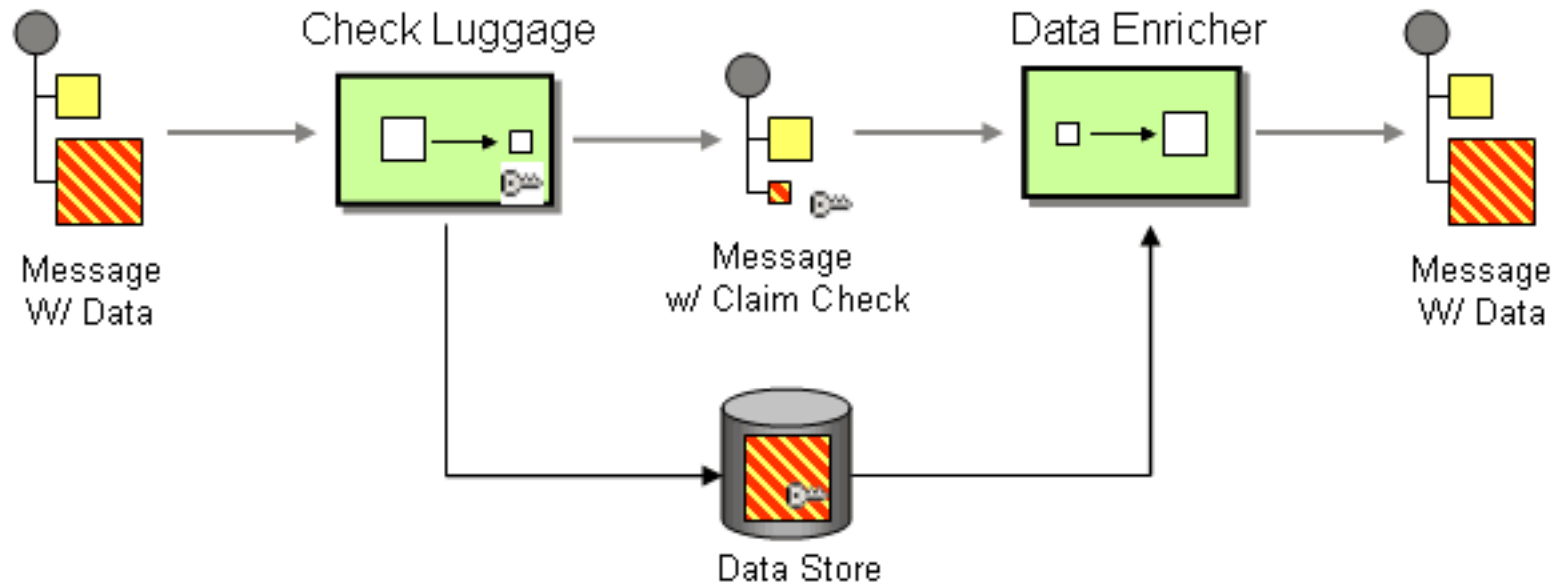 Check Luggage
Data Enricher
Message
W/ Data
Message
w/ Claim Check
Message
W/ Data
Data Store